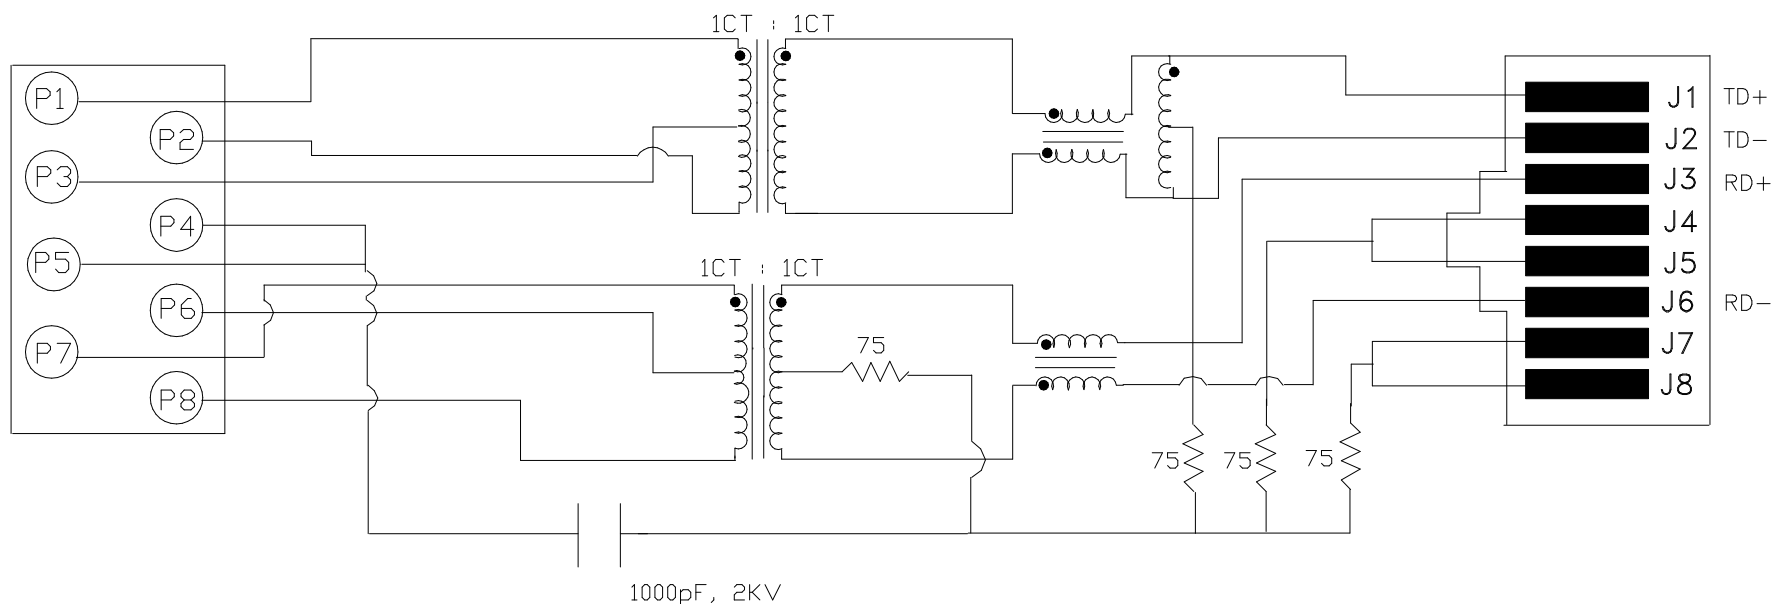 1CT : 1CT
P1
P2
P3
P4
P5
P6
P7
P8
1CT : 1CT
75
75
75
75
1000pF, 2KV
J1 TD+
J2 TD-
J3 RD+
J4
J5
J6 RD-
J7
J8